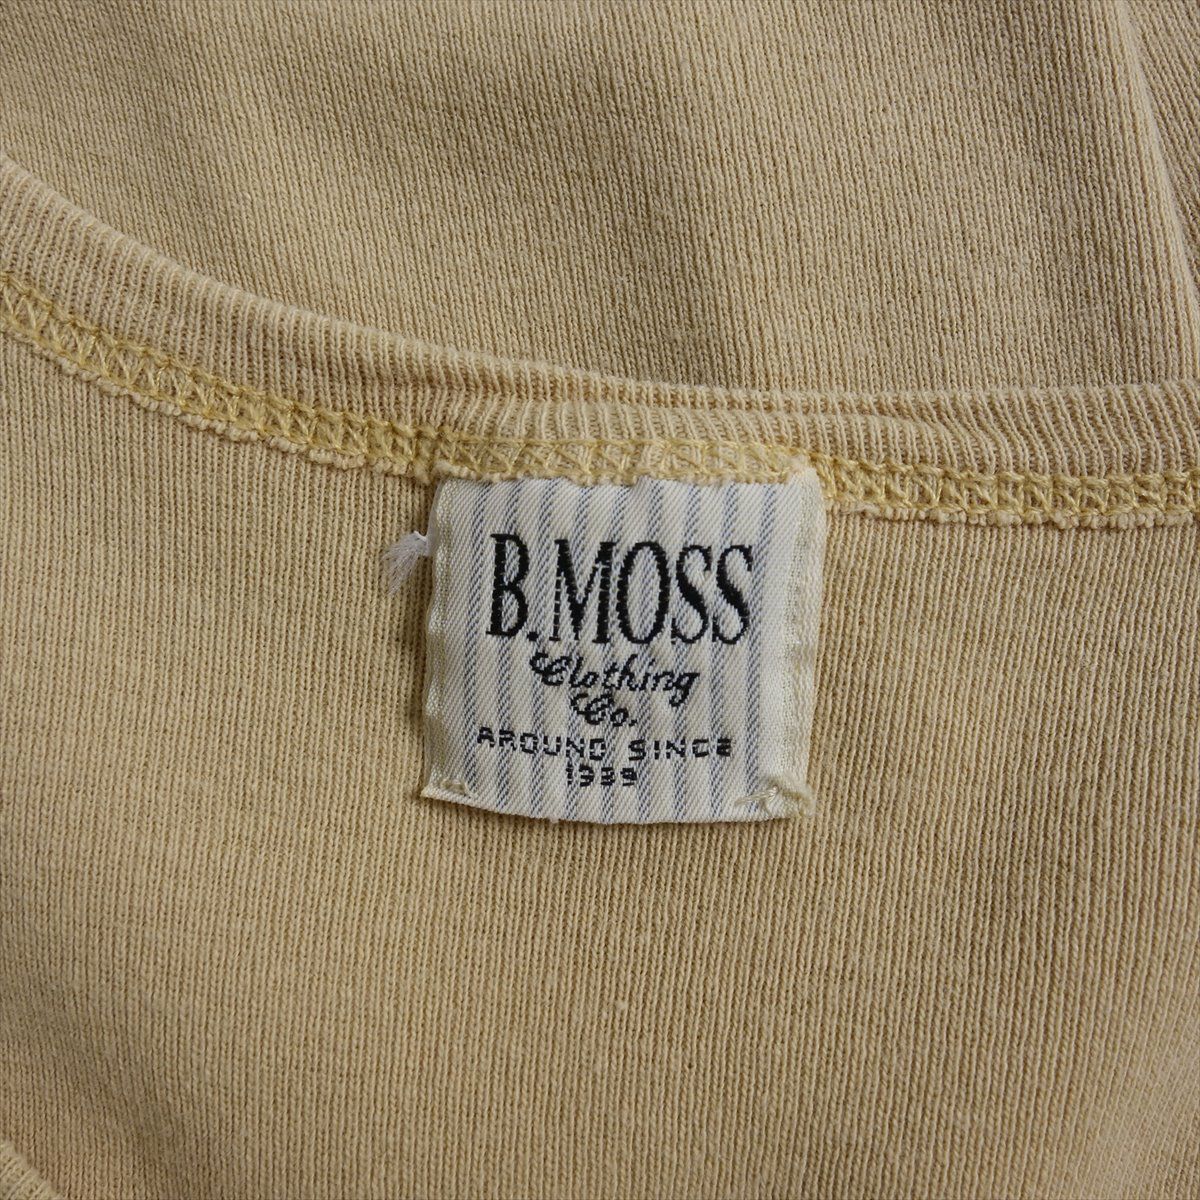 B.MOSS
Clothing
Co.
AROUND SINCE
1939